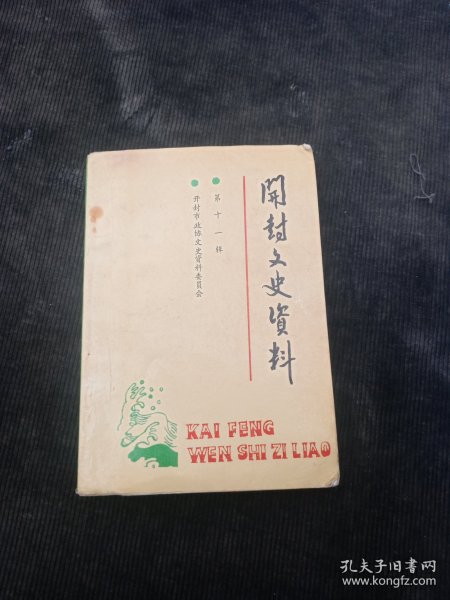 開封文史資料
第十一辑
开封市政协文史资料委员会
KAI FENG
WEN SHI ZI LIAO
孔夫子旧书网
www.kongfz.com